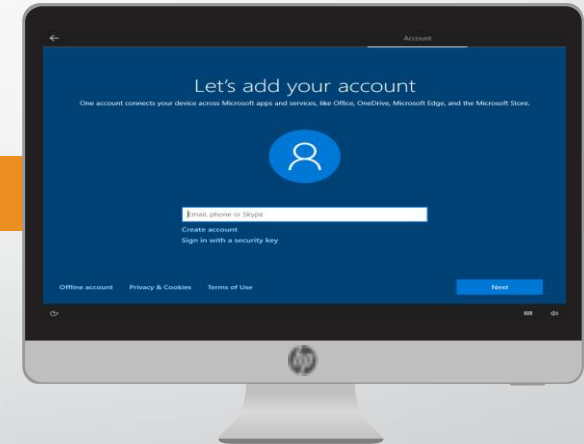 Account
Let's add your account
One account connects your device across Microsoft apps and services, like Office, OneDrive, Microsoft Edge, and the Microsoft Store.
Email, phone or Skype
Create account
Sign in with a security key
Offline account Privacy & Cookies Terms of Use Next
hp